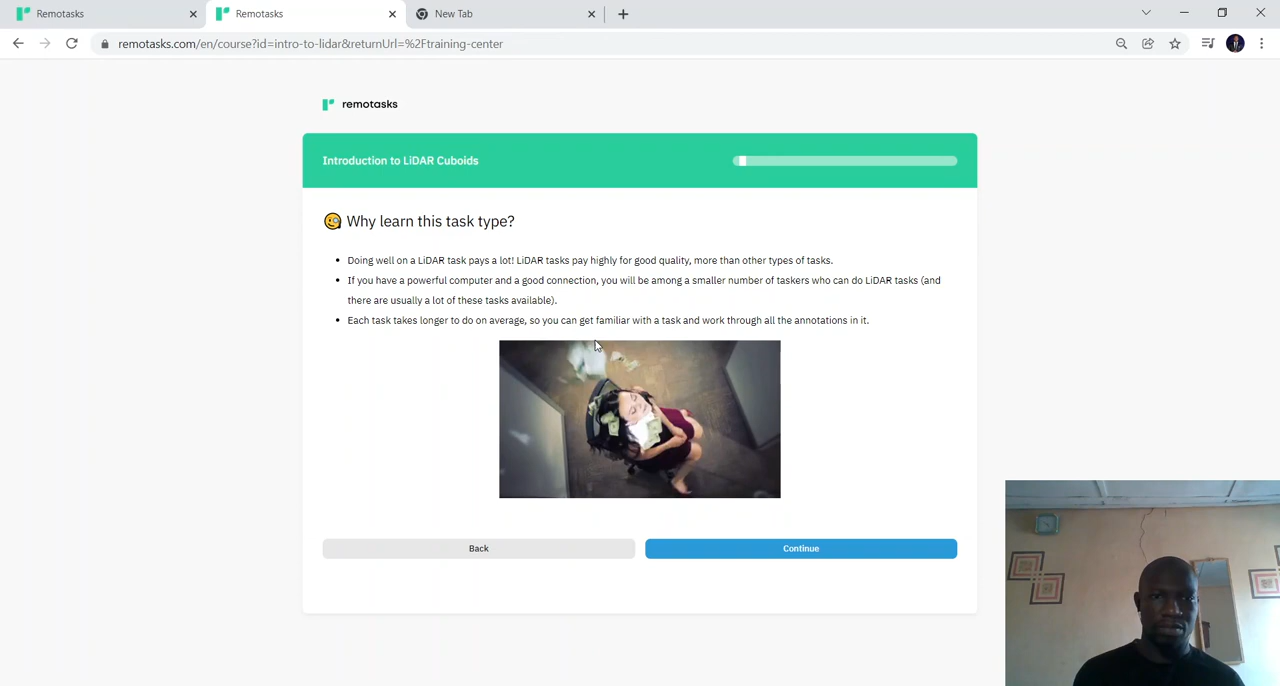 Remotasks
Remotasks
New Tab
remotasks.com/en/course?id=intro-to-lidar&returnUrl=%2Ftraining-center
remotasks
Introduction to LiDAR Cuboids
🧐 Why learn this task type?
• Doing well on a LiDAR task pays a lot! LiDAR tasks pay highly for good quality, more than other types of tasks.
• If you have a powerful computer and a good connection, you will be among a smaller number of taskers who can do LiDAR tasks (and
there are usually a lot of these tasks available).
• Each task takes longer to do on average, so you can get familiar with a task and work through all the annotations in it.
Back
Continue